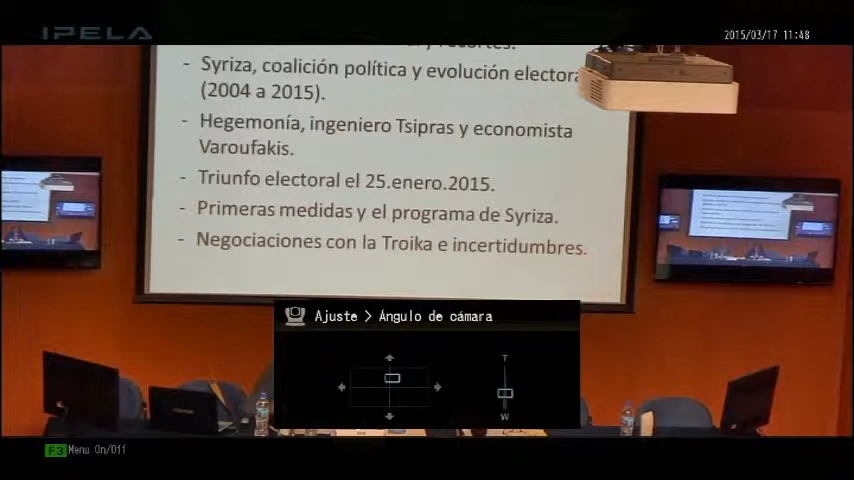 IPELA
2015/03/17 11:48
y recortes.
- Syriza, coalición política y evolución electora
(2004 a 2015).
- Hegemonía, ingeniero Tsipras y economista
Varoufakis.
- Triunfo electoral el 25.enero.2015.
- Primeras medidas y el programa de Syriza.
- Negociaciones con la Troika e incertidumbres.
Ajuste > Ángulo de cámara
T
W
F3 Menu On/Off